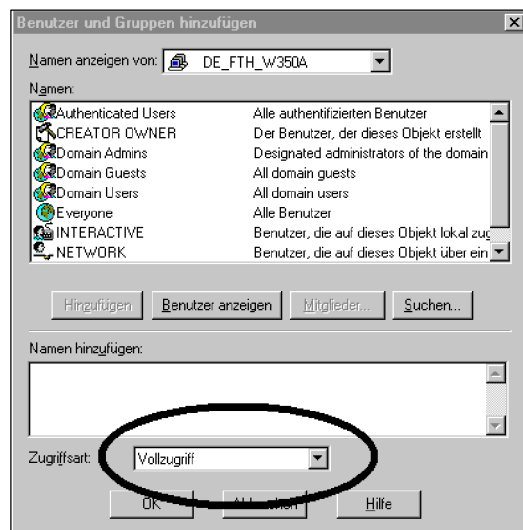 Benutzer und Gruppen hinzufügen
Namen anzeigen von: DE_FTH_W350A
Namen:
Authenticated Users Alle authentifizierten Benutzer
CREATOR OWNER Der Benutzer, der dieses Objekt erstellt
Domain Admins Designated administrators of the domain
Domain Guests All domain guests
Domain Users All domain users
Everyone Alle Benutzer
INTERACTIVE Benutzer, die auf dieses Objekt lokal zug
NETWORK Benutzer, die auf dieses Objekt über ein
Hinzufügen Benutzer anzeigen Mitglieder... Suchen...
Namen hinzufügen:
Zugriffsart: Vollzugriff
OK Hilfe